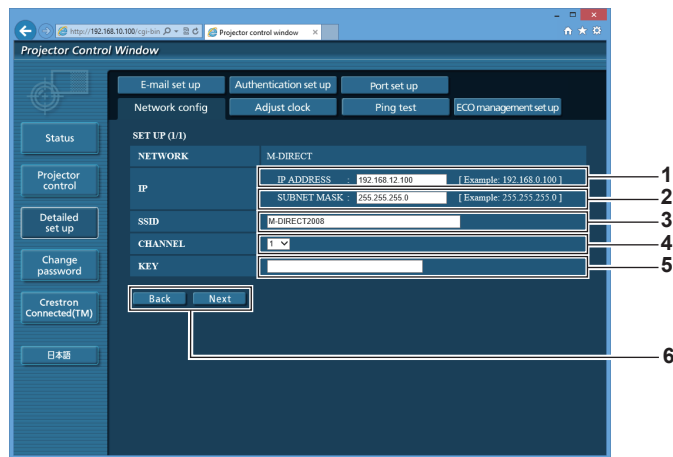 http://192.168.10.100/cgi-bin
Projector control window
Projector Control Window
E-mail set up
Authentication set up
Port set up
Network config
Adjust clock
Ping test
ECO management set up
Status
Projector
control
Detailed
set up
Change
password
Crestron
Connected(TM)
日本語
SET UP (1/1)
NETWORK M-DIRECT
IP
IP ADDRESS : 192.168.12.100 [ Example: 192.168.0.100 ]
1
SUBNET MASK : 255.255.255.0 [ Example: 255.255.255.0 ]
2
SSID M-DIRECT2008
3
CHANNEL 1
4
KEY
5
Back Next
6